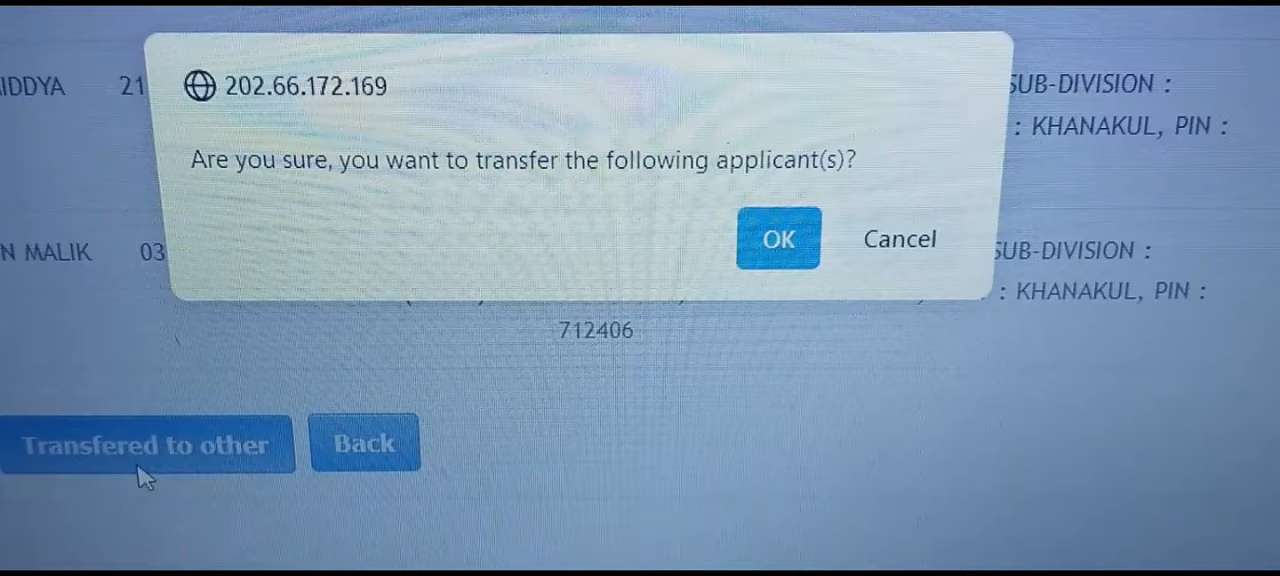 IDDYA 21
202.66.172.169
SUB-DIVISION :
: KHANAKUL, PIN :
Are you sure, you want to transfer the following applicant(s)?
OK
Cancel
N MALIK 03
SUB-DIVISION :
: KHANAKUL, PIN :
712406
Transfered to other
Back